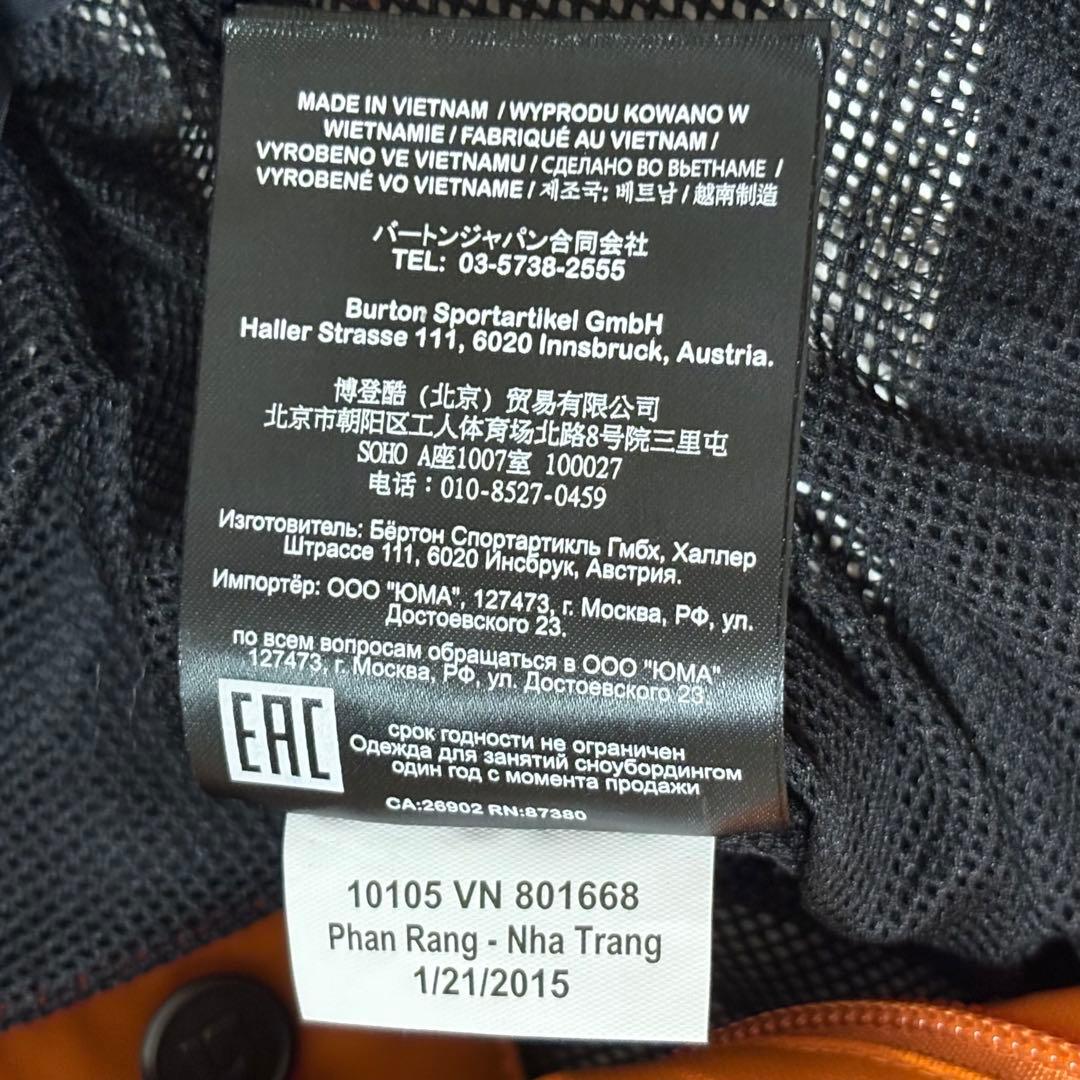 MADE IN VIETNAM / WYPRODU KOWANO W
WIETNAMIE / FABRIQUÉ AU VIETNAM /
VYROBENO VE VIETNAMU / СДЕЛАНО ВО ВЬЕТНАМЕ /
VYROBENÉ VO VIETNAME / 제조국: 베트남 / 越南制造
バートンジャパン合同会社
TEL: 03-5738-2555
Burton Sportartikel GmbH
Haller Strasse 111, 6020 Innsbruck, Austria.
博登酷（北京）贸易有限公司
北京市朝阳区工人体育场北路8号院三里屯
SOHO A座1007室 100027
电话：010-8527-0459
Изготовитель: Бёртон Спортартикль Гмбх, Халлер
Штрассе 111, 6020 Инсбрук, Австрия.
Импортёр: ООО "ЮМА", 127473, г. Москва, РФ, ул.
Достоевского 23.
по всем вопросам обращаться в ООО "ЮМА"
127473, г. Москва, РФ, ул. Достоевского 23.
EAC
срок годности не ограничен
Одежда для занятий сноубордингом
один год с момента продажи
CA:26902 RN:87380
10105 VN 801668
Phan Rang - Nha Trang
1/21/2015